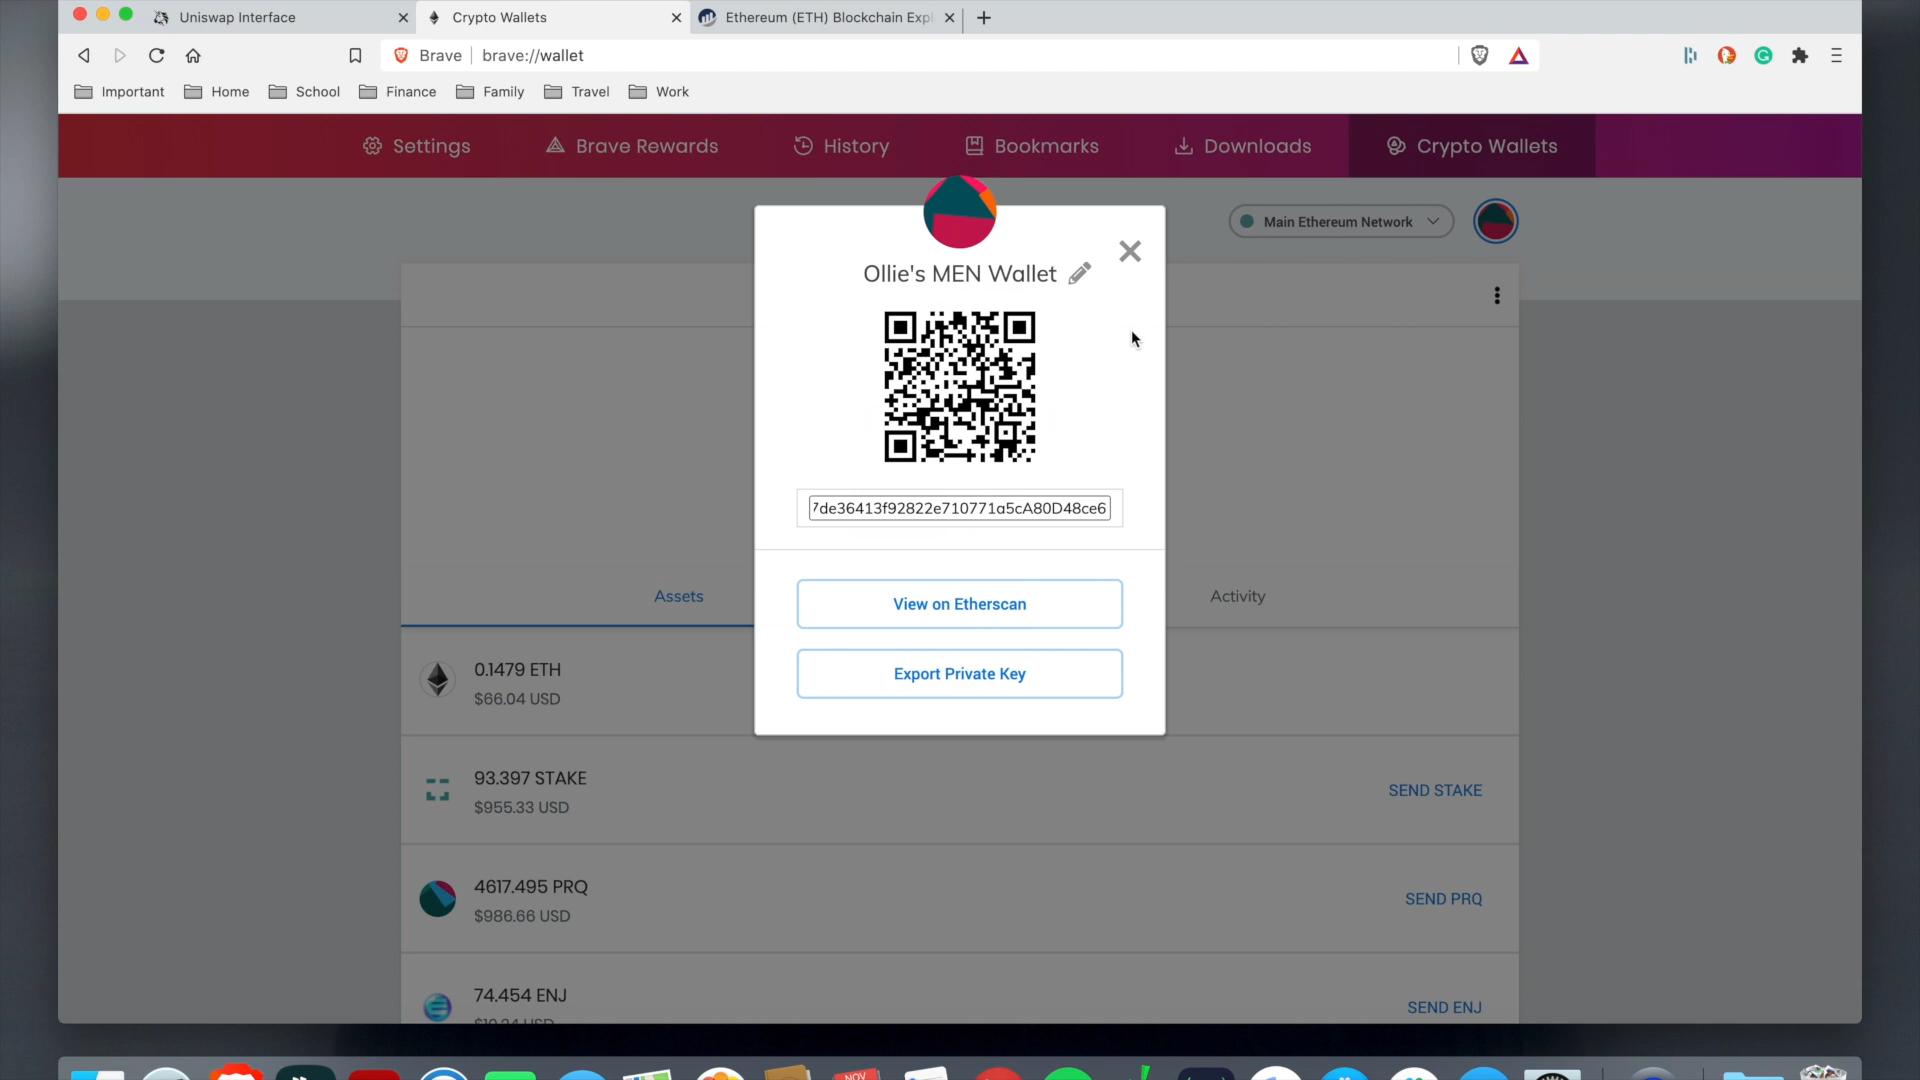 Uniswap Interface
Crypto Wallets
Ethereum (ETH) Blockchain Exp
Brave
brave://wallet
Important
Home
School
Finance
Family
Travel
Work
Settings
Brave Rewards
History
Bookmarks
Downloads
Crypto Wallets
Main Ethereum Network
Ollie's MEN Wallet
7de36413f92822e710771a5cA80D48ce6
View on Etherscan
Export Private Key
Assets
Activity
0.1479 ETH
$66.04 USD
93.397 STAKE
$955.33 USD
SEND STAKE
4617.495 PRQ
$986.66 USD
SEND PRQ
74.454 ENJ
SEND ENJ
NOV